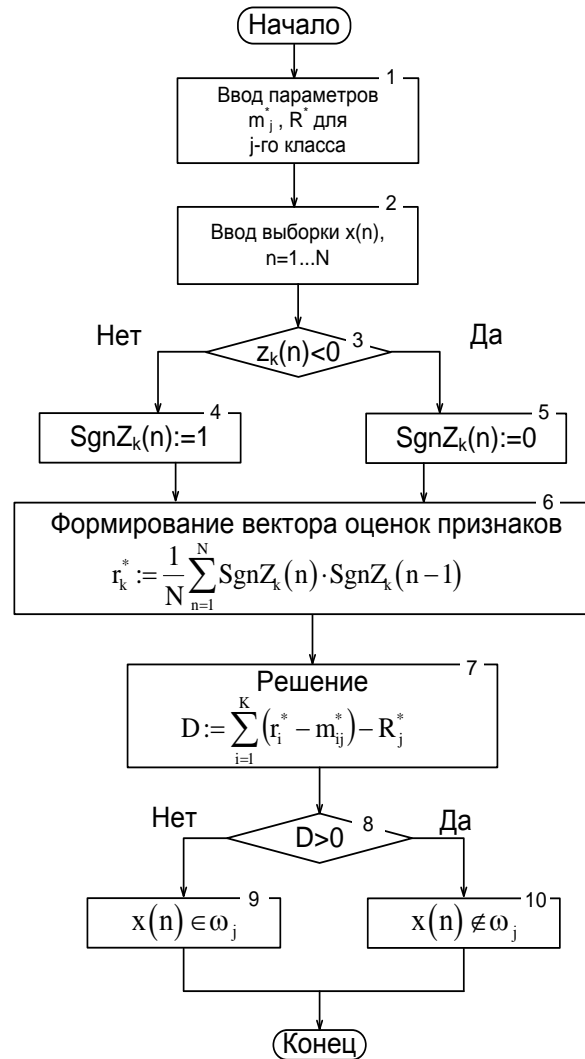 Начало
1
Ввод параметров
m*j , R* для
j-го класса
2
Ввод выборки x(n),
n=1...N
Нет
3
Да
zk(n)<0
4
SgnZk(n):=1
5
SgnZk(n):=0
6
Формирование вектора оценок признаков
r*k := 1/N ∑(n=1…N) SgnZk(n)·SgnZk(n−1)
7
Решение
D:= ∑(i=1…K) (r*i − m*ij) − R*j
Нет
8
Да
D>0
9
x(n) ∈ ωj
10
x(n) ∉ ωj
Конец